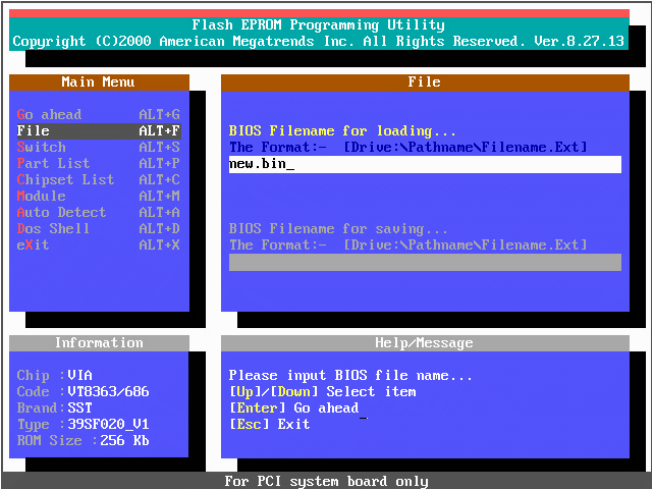 Flash EPROM Programming Utility
Copyright (C)2000 American Megatrends Inc. All Rights Reserved. Ver.8.27.13
Main Menu
Go ahead ALT+G
File ALT+F
Switch ALT+S
Part List ALT+P
Chipset List ALT+C
Module ALT+M
Auto Detect ALT+A
Dos Shell ALT+D
eXit ALT+X
File
BIOS Filename for loading...
The Format:- [Drive:\Pathname\Filename.Ext]
new.bin_
BIOS Filename for saving...
The Format:- [Drive:\Pathname\Filename.Ext]
Information
Chip :VIA
Code :VT8363/686
Brand:SST
Type :39SF020_V1
ROM Size :256 Kb
Help/Message
Please input BIOS file name...
[Up]/[Down] Select item
[Enter] Go ahead
[Esc] Exit
For PCI system board only